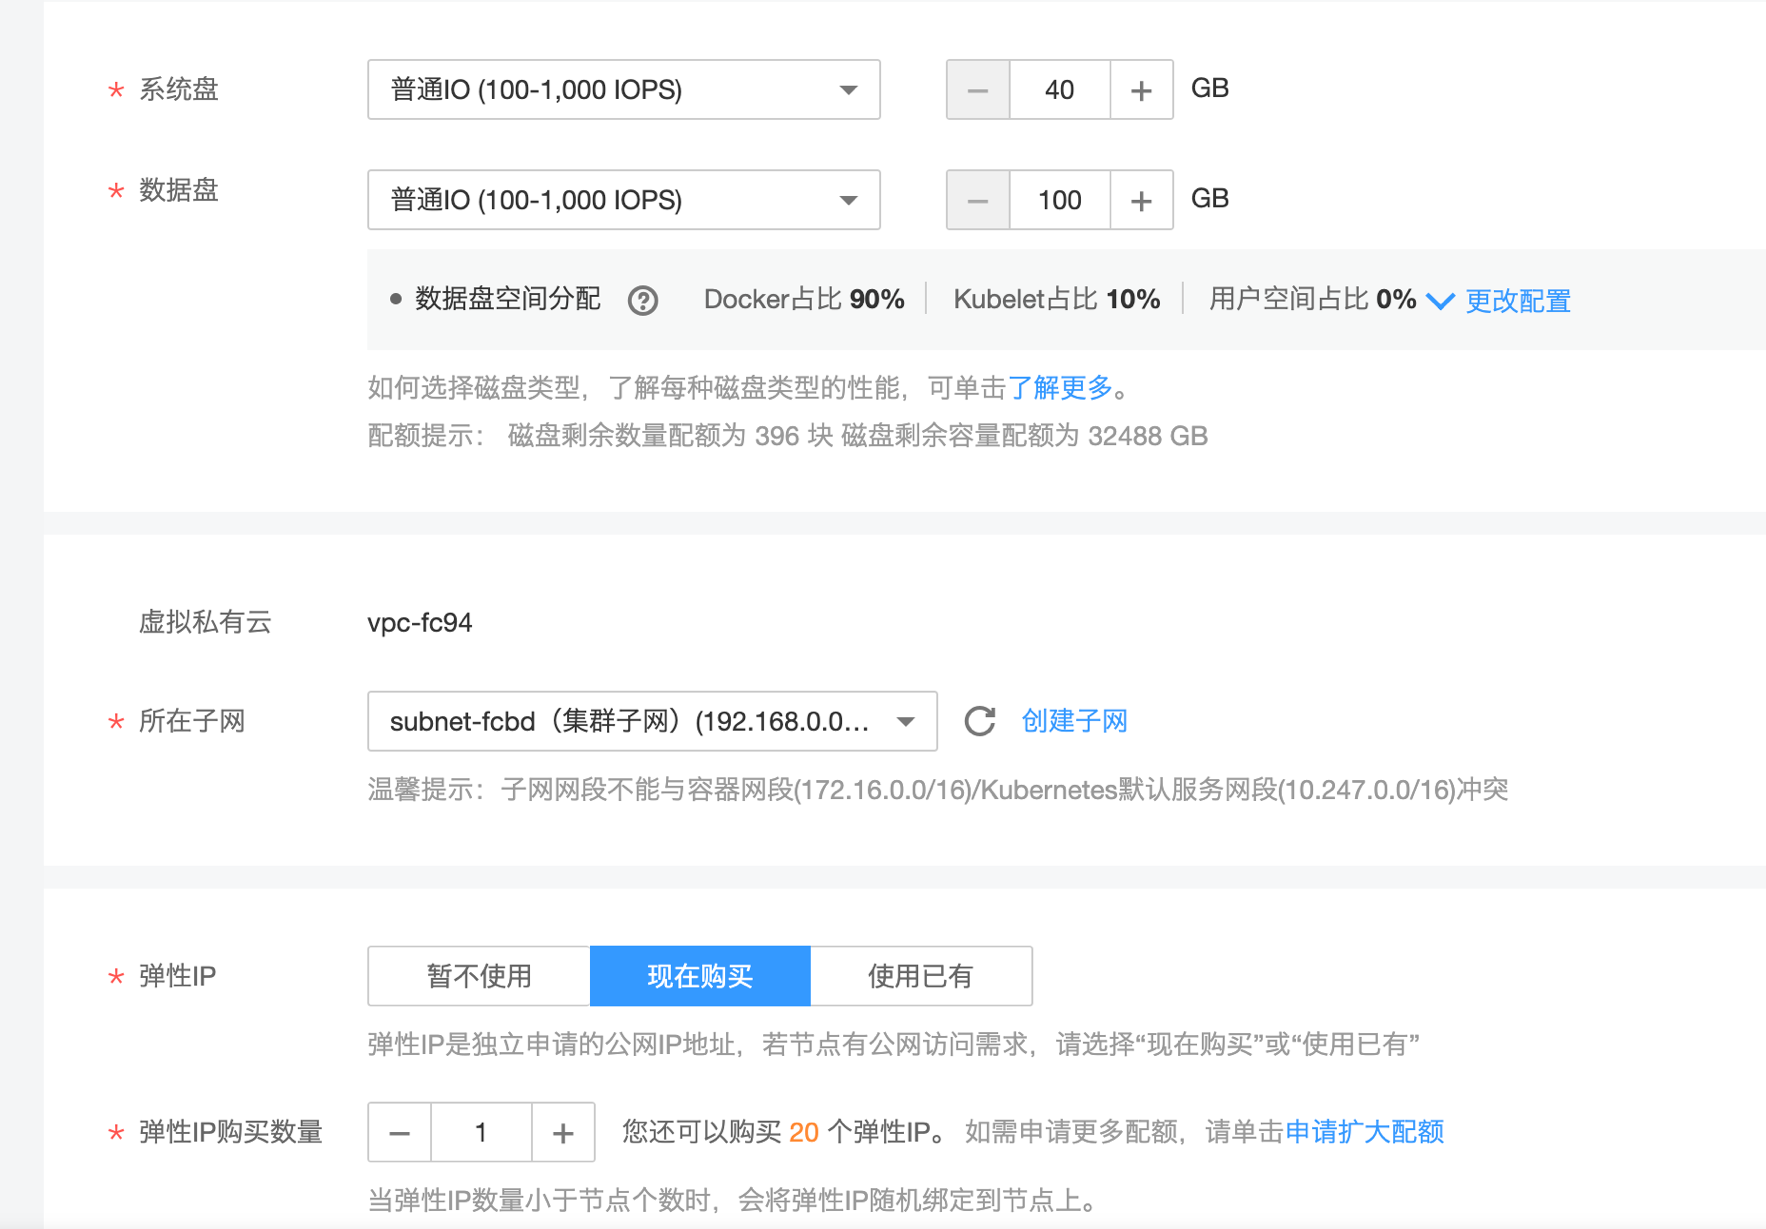 * 系统盘 普通IO (100-1,000 IOPS) − 40 + GB
* 数据盘 普通IO (100-1,000 IOPS) − 100 + GB
• 数据盘空间分配 ? Docker占比 90% | Kubelet占比 10% | 用户空间占比 0% 更改配置
如何选择磁盘类型，了解每种磁盘类型的性能，可单击了解更多。
配额提示： 磁盘剩余数量配额为 396 块 磁盘剩余容量配额为 32488 GB
虚拟私有云 vpc-fc94
* 所在子网 subnet-fcbd（集群子网）(192.168.0.0... 创建子网
温馨提示：子网网段不能与容器网段(172.16.0.0/16)/Kubernetes默认服务网段(10.247.0.0/16)冲突
* 弹性IP 暂不使用 现在购买 使用已有
弹性IP是独立申请的公网IP地址，若节点有公网访问需求，请选择“现在购买”或“使用已有”
* 弹性IP购买数量 − 1 + 您还可以购买 20 个弹性IP。 如需申请更多配额，请单击申请扩大配额
当弹性IP数量小于节点个数时，会将弹性IP随机绑定到节点上。